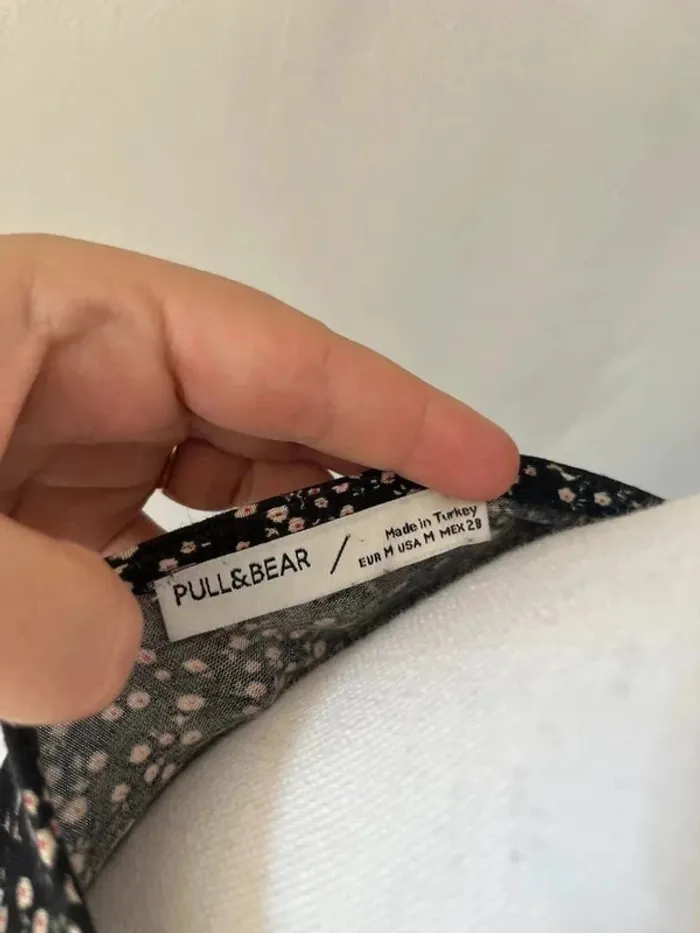 PULL&BEAR /
Made in Turkey
EUR M USA M MEX 28